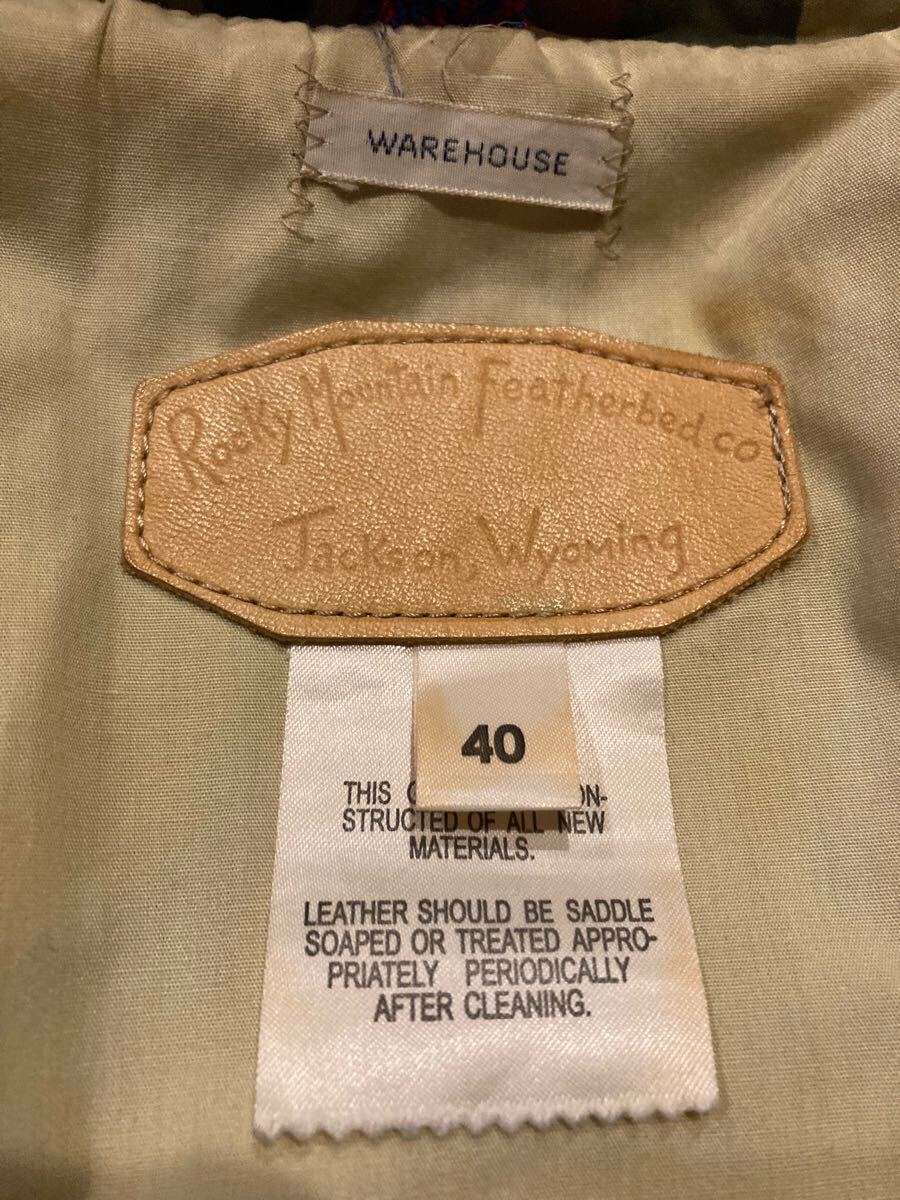 WAREHOUSE
Rocky Mountain Featherbed co
Jackson, Wyoming
40
THIS ON-
STRUCTED OF ALL NEW
MATERIALS.
LEATHER SHOULD BE SADDLE
SOAPED OR TREATED APPRO-
PRIATELY PERIODICALLY
AFTER CLEANING.